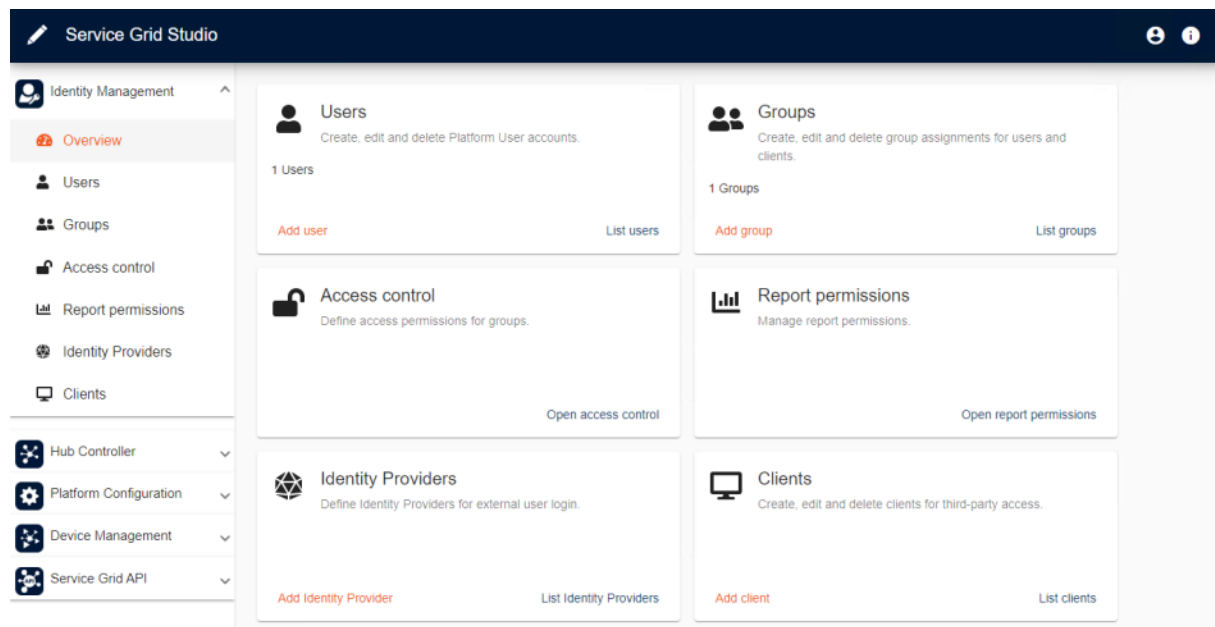 Service Grid Studio
Identity Management
Overview
Users
Groups
Access control
Report permissions
Identity Providers
Clients
Hub Controller
Platform Configuration
Device Management
Service Grid API
Users
Create, edit and delete Platform User accounts.
1 Users
Add user
List users
Groups
Create, edit and delete group assignments for users and
clients.
1 Groups
Add group
List groups
Access control
Define access permissions for groups.
Open access control
Report permissions
Manage report permissions.
Open report permissions
Identity Providers
Define Identity Providers for external user login.
Add Identity Provider
List Identity Providers
Clients
Create, edit and delete clients for third-party access.
Add client
List clients